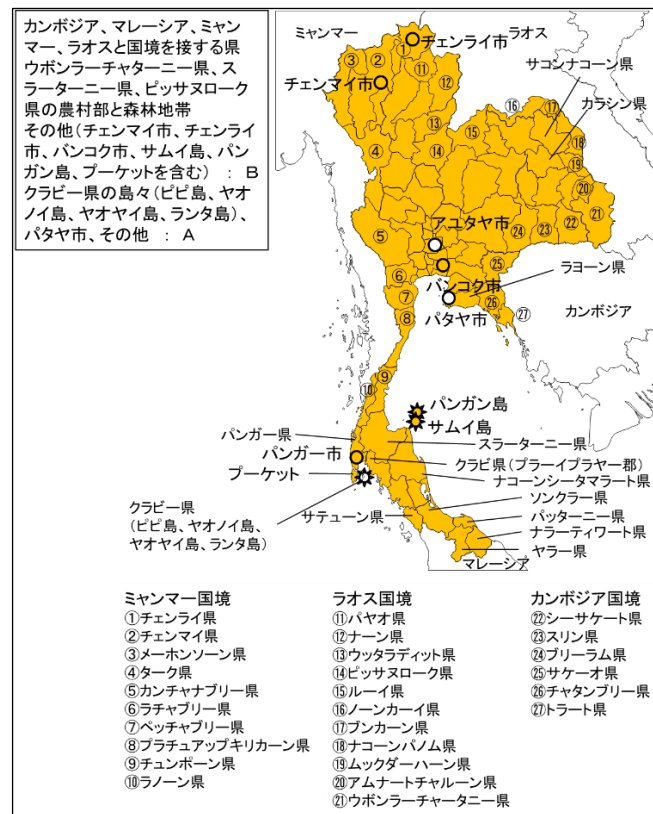 カンボジア、マレーシア、ミャン
マー、ラオスと国境を接する県
ウボンラーチャターニー県、ス
ラーターニー県、ピッサヌローク
県の農村部と森林地帯
その他(チェンマイ市、チェンライ
市、バンコク市、サムイ島、パン
ガン島、プーケットを含む) : B
クラビー県の島々(ピピ島、ヤオ
ノイ島、ヤオヤイ島、ランタ島)、
パタヤ市、その他 : A
ミャンマー
ラオス
①
チェンライ市
③
②
⑪
⑫
チェンマイ市
サコンナコーン県
カラシン県
⑯
⑰
⑬
⑮
⑱
④
⑭
⑲
⑳
㉑
⑤
アユタヤ市
㉔
㉓
㉒
㉕
バンコク市
ラヨーン県
⑥
⑦
パタヤ市
㉖
㉗
カンボジア
⑧
⑨
⑩
パンガン島
サムイ島
パンガー県
スラーターニー県
パンガー市
クラビ県(プラーイプラヤー郡)
プーケット
ナコーンシータマラート県
ソンクラー県
クラビー県
(ピピ島、ヤオノイ島、
ヤオヤイ島、ランタ島)
サテューン県
パッターニー県
ナラーティワート県
ヤラー県
マレーシア
ミャンマー国境
①チェンライ県
②チェンマイ県
③メーホンソーン県
④ターク県
⑤カンチャナブリー県
⑥ラチャブリー県
⑦ペッチャブリー県
⑧プラチュアップキリカーン県
⑨チュンポーン県
⑩ラノーン県
ラオス国境
⑪パヤオ県
⑫ナーン県
⑬ウッタラディット県
⑭ピッサヌローク県
⑮ルーイ県
⑯ノーンカーイ県
⑰ブンカーン県
⑱ナコーンパノム県
⑲ムックダーハーン県
⑳アムナートチャルーン県
㉑ウボンラーチャータニー県
カンボジア国境
㉒シーサケート県
㉓スリン県
㉔ブリーラム県
㉕サケーオ県
㉖チャタンブリー県
㉗トラート県